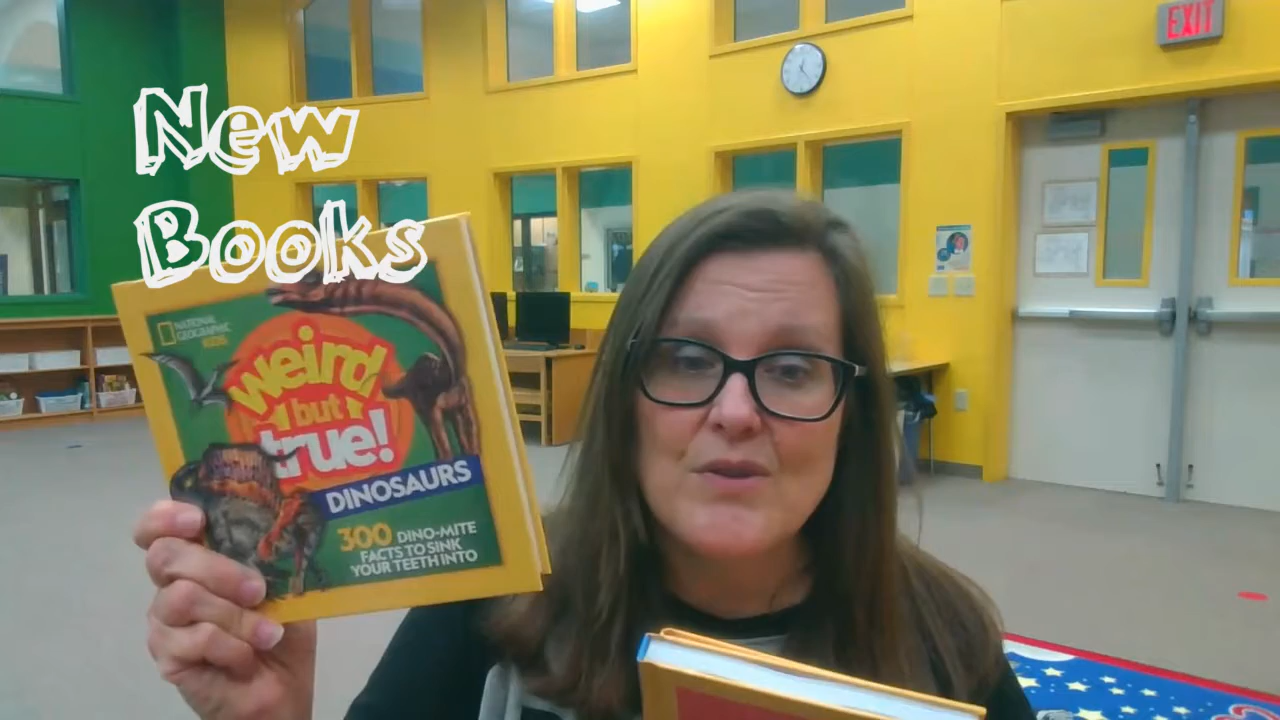 New
Books
EXIT
NATIONAL
GEOGRAPHIC
KIDS
weird
but
true!
DINOSAURS
300 DINO-MITE
FACTS TO SINK
YOUR TEETH INTO